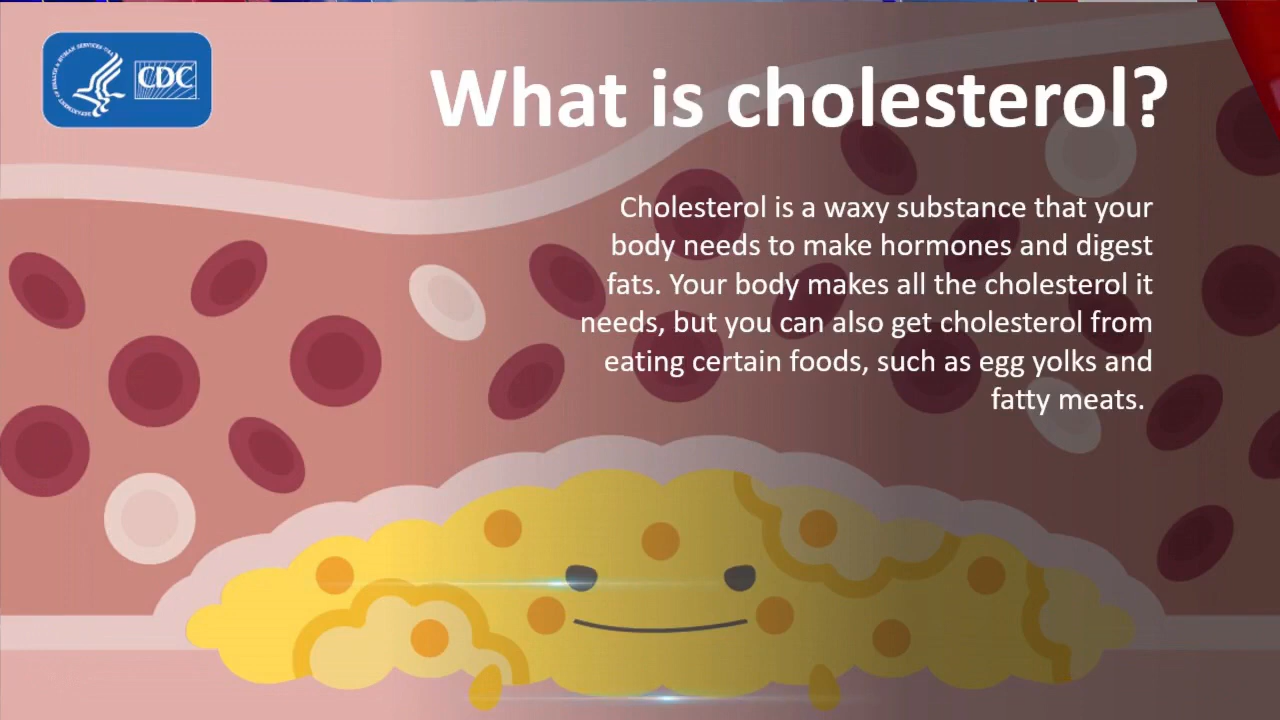 CDC
What is cholesterol?
Cholesterol is a waxy substance that your
body needs to make hormones and digest
fats. Your body makes all the cholesterol it
needs, but you can also get cholesterol from
eating certain foods, such as egg yolks and
fatty meats.